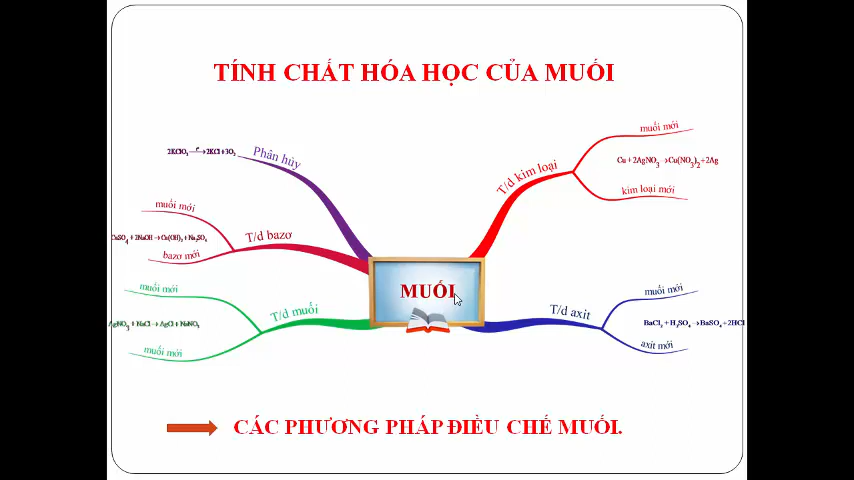 TÍNH CHẤT HÓA HỌC CỦA MUỐI
2KClO₃ →t° 2KCl + 3O₂
Phân hủy
T/d kim loại
muối mới
Cu + 2AgNO₃ → Cu(NO₃)₂ + 2Ag
kim loại mới
muối mới
CuSO₄ + 2NaOH → Cu(OH)₂ + Na₂SO₄
bazơ mới
T/d bazơ
muối mới
AgNO₃ + NaCl → AgCl + NaNO₃
muối mới
T/d muối
MUỐI
T/d axit
muối mới
BaCl₂ + H₂SO₄ → BaSO₄ + 2HCl
axit mới
CÁC PHƯƠNG PHÁP ĐIỀU CHẾ MUỐI.